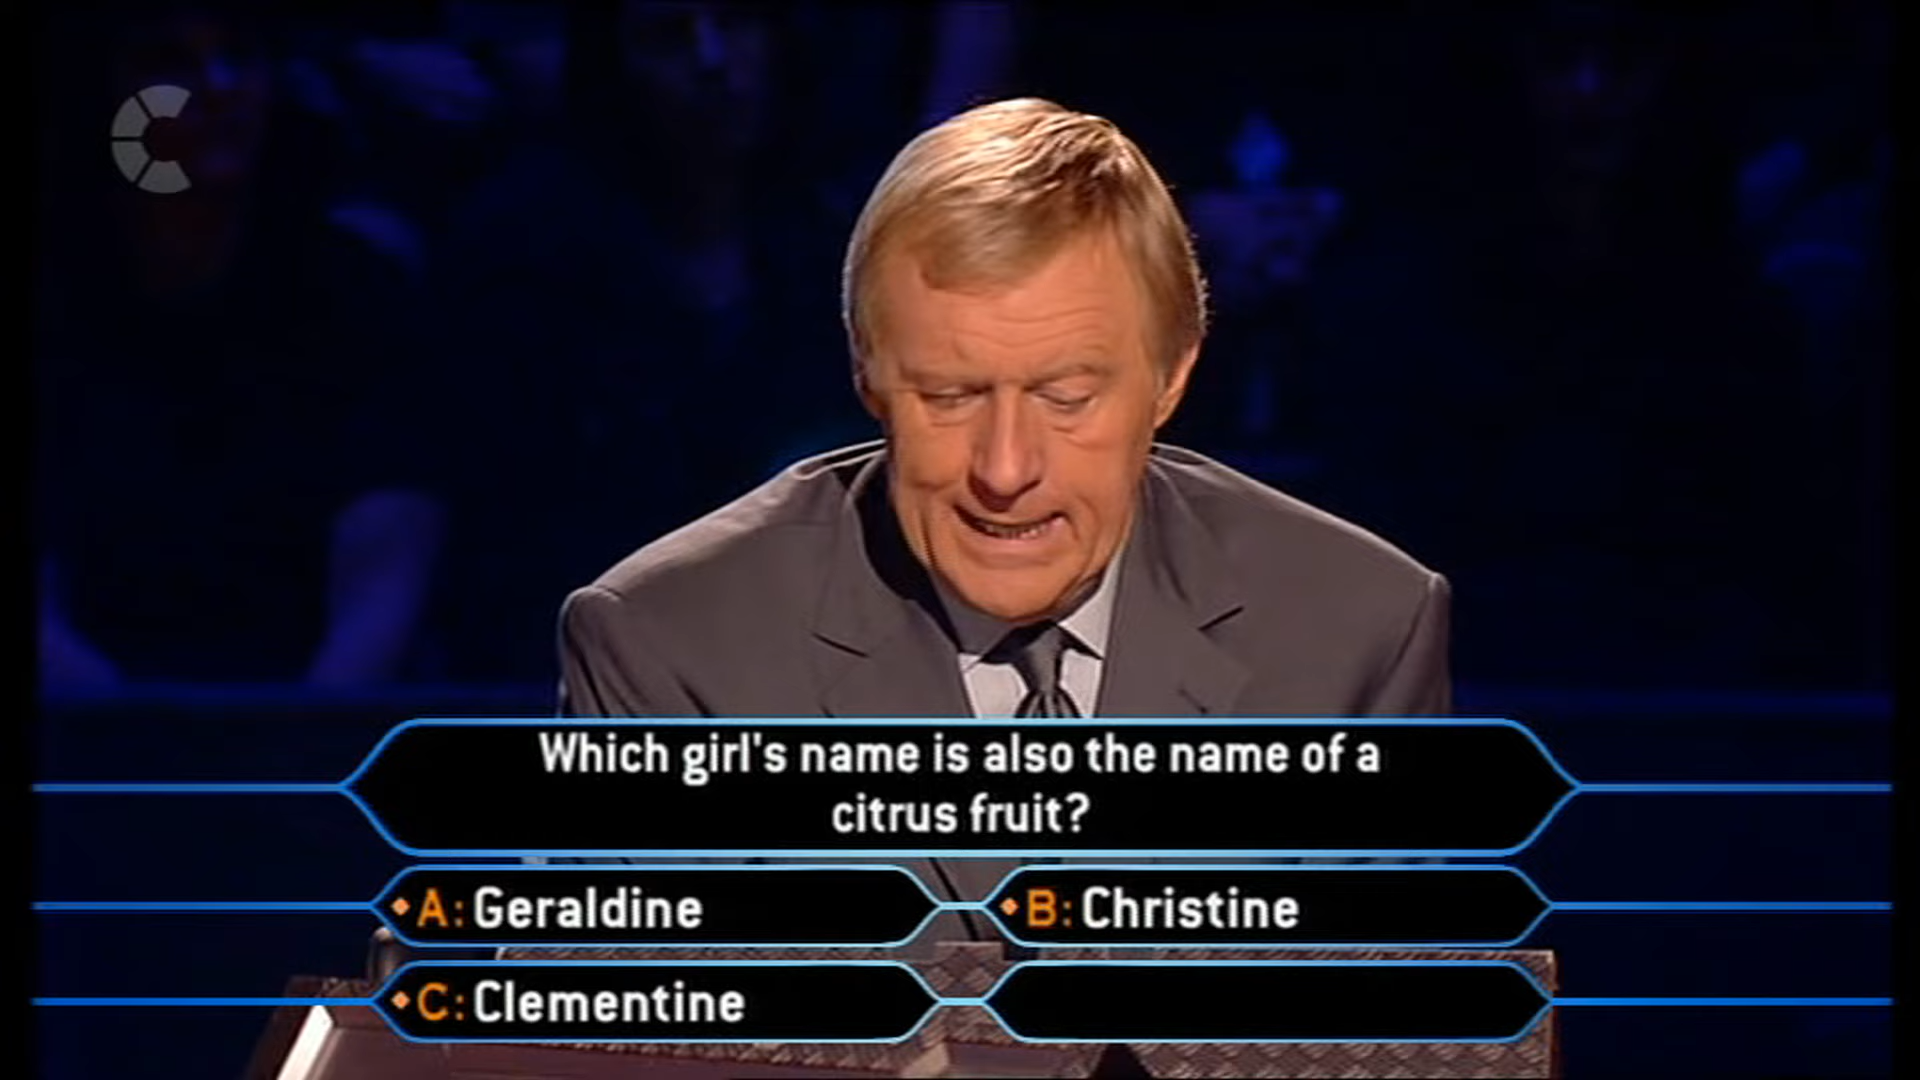 Which girl's name is also the name of a
citrus fruit?
A: Geraldine
B: Christine
C: Clementine